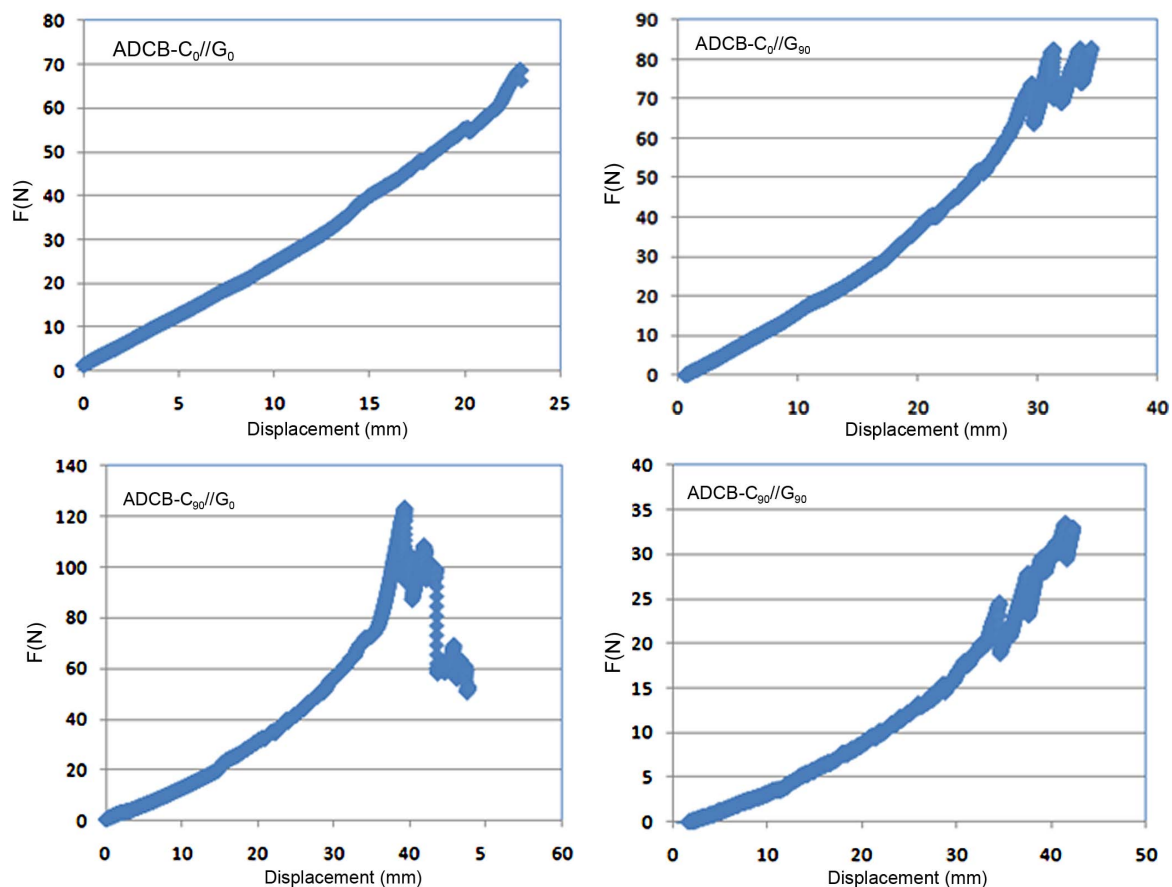 80
70
60
50
40
30
20
10
0
F(N)
ADCB-C₀//G₀
0 5 10 15 20 25
Displacement (mm)
90
80
70
60
50
40
30
20
10
0
F(N)
ADCB-C₀//G₉₀
0 10 20 30 40
Displacement (mm)
140
120
100
80
60
40
20
0
F(N)
ADCB-C₉₀//G₀
0 10 20 30 40 5 60
Displacement (mm)
40
35
30
25
20
15
10
5
0
F(N)
ADCB-C₉₀//G₉₀
0 10 20 30 40 50
Displacement (mm)